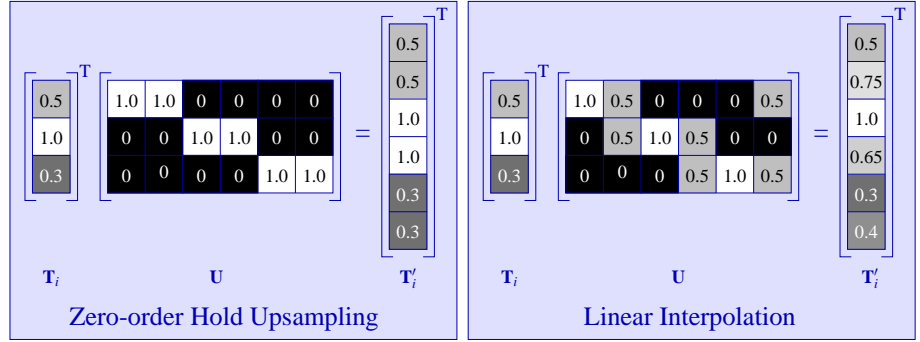 T
0.5
1.0
0.3
T
1.0 1.0 0 0 0 0
0 0 1.0 1.0 0 0
0 0 0 0 1.0 1.0
=
0.5
0.5
1.0
1.0
0.3
0.3
T
T_i
U
T′_i
Zero-order Hold Upsampling
0.5
1.0
0.3
T
1.0 0.5 0 0 0 0.5
0 0.5 1.0 0.5 0 0
0 0 0 0.5 1.0 0.5
=
0.5
0.75
1.0
0.65
0.3
0.4
T_i
U
T′_i
Linear Interpolation